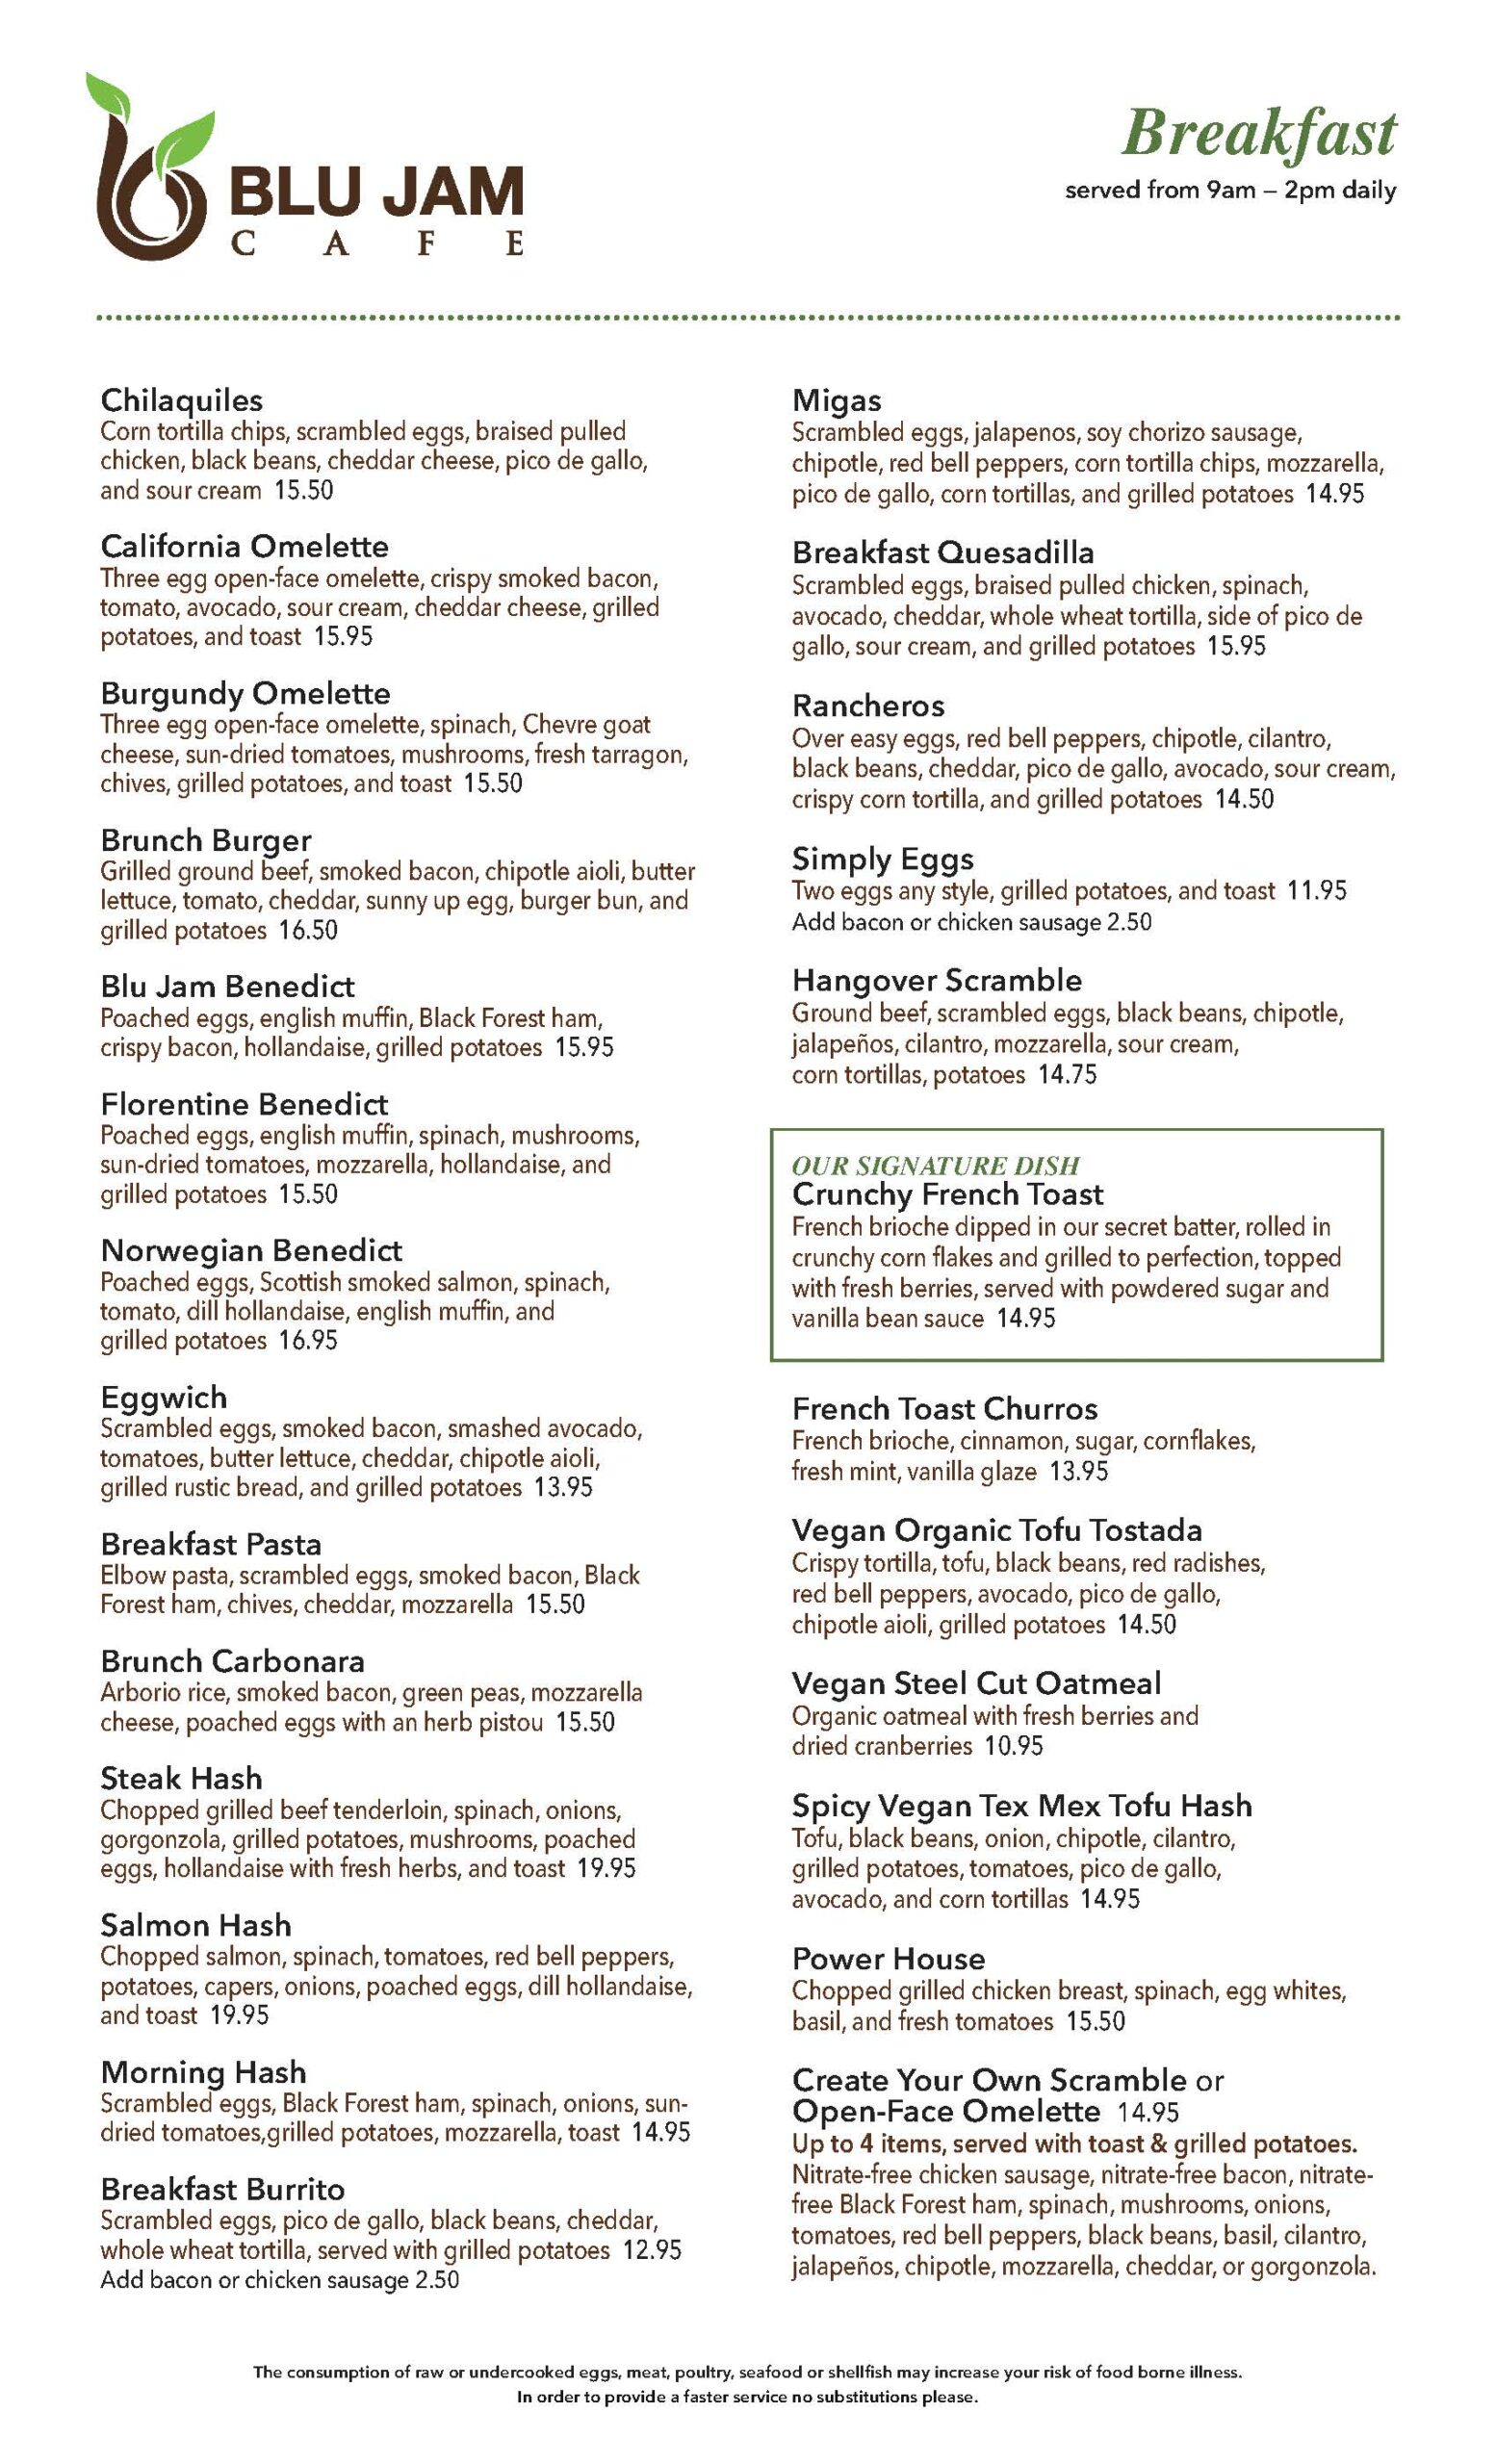 BLU JAM
CAFE
Breakfast
served from 9am – 2pm daily
Chilaquiles
Corn tortilla chips, scrambled eggs, braised pulled
chicken, black beans, cheddar cheese, pico de gallo,
and sour cream 15.50
California Omelette
Three egg open-face omelette, crispy smoked bacon,
tomato, avocado, sour cream, cheddar cheese, grilled
potatoes, and toast 15.95
Burgundy Omelette
Three egg open-face omelette, spinach, Chevre goat
cheese, sun-dried tomatoes, mushrooms, fresh tarragon,
chives, grilled potatoes, and toast 15.50
Brunch Burger
Grilled ground beef, smoked bacon, chipotle aioli, butter
lettuce, tomato, cheddar, sunny up egg, burger bun, and
grilled potatoes 16.50
Blu Jam Benedict
Poached eggs, english muffin, Black Forest ham,
crispy bacon, hollandaise, grilled potatoes 15.95
Florentine Benedict
Poached eggs, english muffin, spinach, mushrooms,
sun-dried tomatoes, mozzarella, hollandaise, and
grilled potatoes 15.50
Norwegian Benedict
Poached eggs, Scottish smoked salmon, spinach,
tomato, dill hollandaise, english muffin, and
grilled potatoes 16.95
Eggwich
Scrambled eggs, smoked bacon, smashed avocado,
tomatoes, butter lettuce, cheddar, chipotle aioli,
grilled rustic bread, and grilled potatoes 13.95
Breakfast Pasta
Elbow pasta, scrambled eggs, smoked bacon, Black
Forest ham, chives, cheddar, mozzarella 15.50
Brunch Carbonara
Arborio rice, smoked bacon, green peas, mozzarella
cheese, poached eggs with an herb pistou 15.50
Steak Hash
Chopped grilled beef tenderloin, spinach, onions,
gorgonzola, grilled potatoes, mushrooms, poached
eggs, hollandaise with fresh herbs, and toast 19.95
Salmon Hash
Chopped salmon, spinach, tomatoes, red bell peppers,
potatoes, capers, onions, poached eggs, dill hollandaise,
and toast 19.95
Morning Hash
Scrambled eggs, Black Forest ham, spinach, onions, sun-
dried tomatoes,grilled potatoes, mozzarella, toast 14.95
Breakfast Burrito
Scrambled eggs, pico de gallo, black beans, cheddar,
whole wheat tortilla, served with grilled potatoes 12.95
Add bacon or chicken sausage 2.50
Migas
Scrambled eggs, jalapenos, soy chorizo sausage,
chipotle, red bell peppers, corn tortilla chips, mozzarella,
pico de gallo, corn tortillas, and grilled potatoes 14.95
Breakfast Quesadilla
Scrambled eggs, braised pulled chicken, spinach,
avocado, cheddar, whole wheat tortilla, side of pico de
gallo, sour cream, and grilled potatoes 15.95
Rancheros
Over easy eggs, red bell peppers, chipotle, cilantro,
black beans, cheddar, pico de gallo, avocado, sour cream,
crispy corn tortilla, and grilled potatoes 14.50
Simply Eggs
Two eggs any style, grilled potatoes, and toast 11.95
Add bacon or chicken sausage 2.50
Hangover Scramble
Ground beef, scrambled eggs, black beans, chipotle,
jalapeños, cilantro, mozzarella, sour cream,
corn tortillas, potatoes 14.75
OUR SIGNATURE DISH
Crunchy French Toast
French brioche dipped in our secret batter, rolled in
crunchy corn flakes and grilled to perfection, topped
with fresh berries, served with powdered sugar and
vanilla bean sauce 14.95
French Toast Churros
French brioche, cinnamon, sugar, cornflakes,
fresh mint, vanilla glaze 13.95
Vegan Organic Tofu Tostada
Crispy tortilla, tofu, black beans, red radishes,
red bell peppers, avocado, pico de gallo,
chipotle aioli, grilled potatoes 14.50
Vegan Steel Cut Oatmeal
Organic oatmeal with fresh berries and
dried cranberries 10.95
Spicy Vegan Tex Mex Tofu Hash
Tofu, black beans, onion, chipotle, cilantro,
grilled potatoes, tomatoes, pico de gallo,
avocado, and corn tortillas 14.95
Power House
Chopped grilled chicken breast, spinach, egg whites,
basil, and fresh tomatoes 15.50
Create Your Own Scramble or
Open-Face Omelette 14.95
Up to 4 items, served with toast & grilled potatoes.
Nitrate-free chicken sausage, nitrate-free bacon, nitrate-
free Black Forest ham, spinach, mushrooms, onions,
tomatoes, red bell peppers, black beans, basil, cilantro,
jalapeños, chipotle, mozzarella, cheddar, or gorgonzola.
The consumption of raw or undercooked eggs, meat, poultry, seafood or shellfish may increase your risk of food borne illness.
In order to provide a faster service no substitutions please.